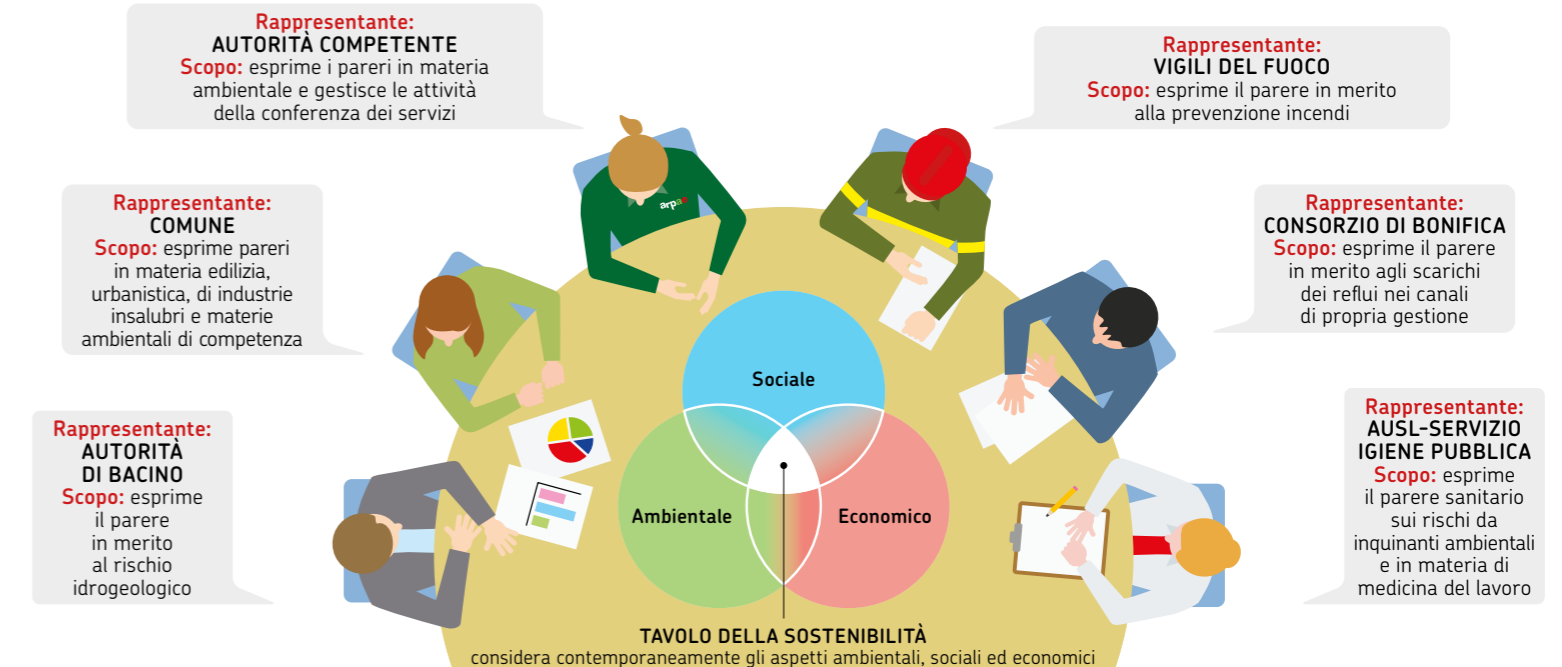 Rappresentante:
AUTORITÀ COMPETENTE
Scopo: esprime i pareri in materia
ambientale e gestisce le attività
della conferenza dei servizi
Rappresentante:
VIGILI DEL FUOCO
Scopo: esprime il parere in merito
alla prevenzione incendi
Rappresentante:
COMUNE
Scopo: esprime pareri
in materia edilizia,
urbanistica, di industrie
insalubri e materie
ambientali di competenza
Rappresentante:
CONSORZIO DI BONIFICA
Scopo: esprime il parere
in merito agli scarichi
dei reflui nei canali
di propria gestione
Rappresentante:
AUTORITÀ
DI BACINO
Scopo: esprime
il parere
in merito
al rischio
idrogeologico
Rappresentante:
AUSL-SERVIZIO
IGIENE PUBBLICA
Scopo: esprime
il parere sanitario
sui rischi da
inquinanti ambientali
e in materia di
medicina del lavoro
arpae
Sociale
Ambientale
Economico
TAVOLO DELLA SOSTENIBILITÀ
considera contemporaneamente gli aspetti ambientali, sociali ed economici